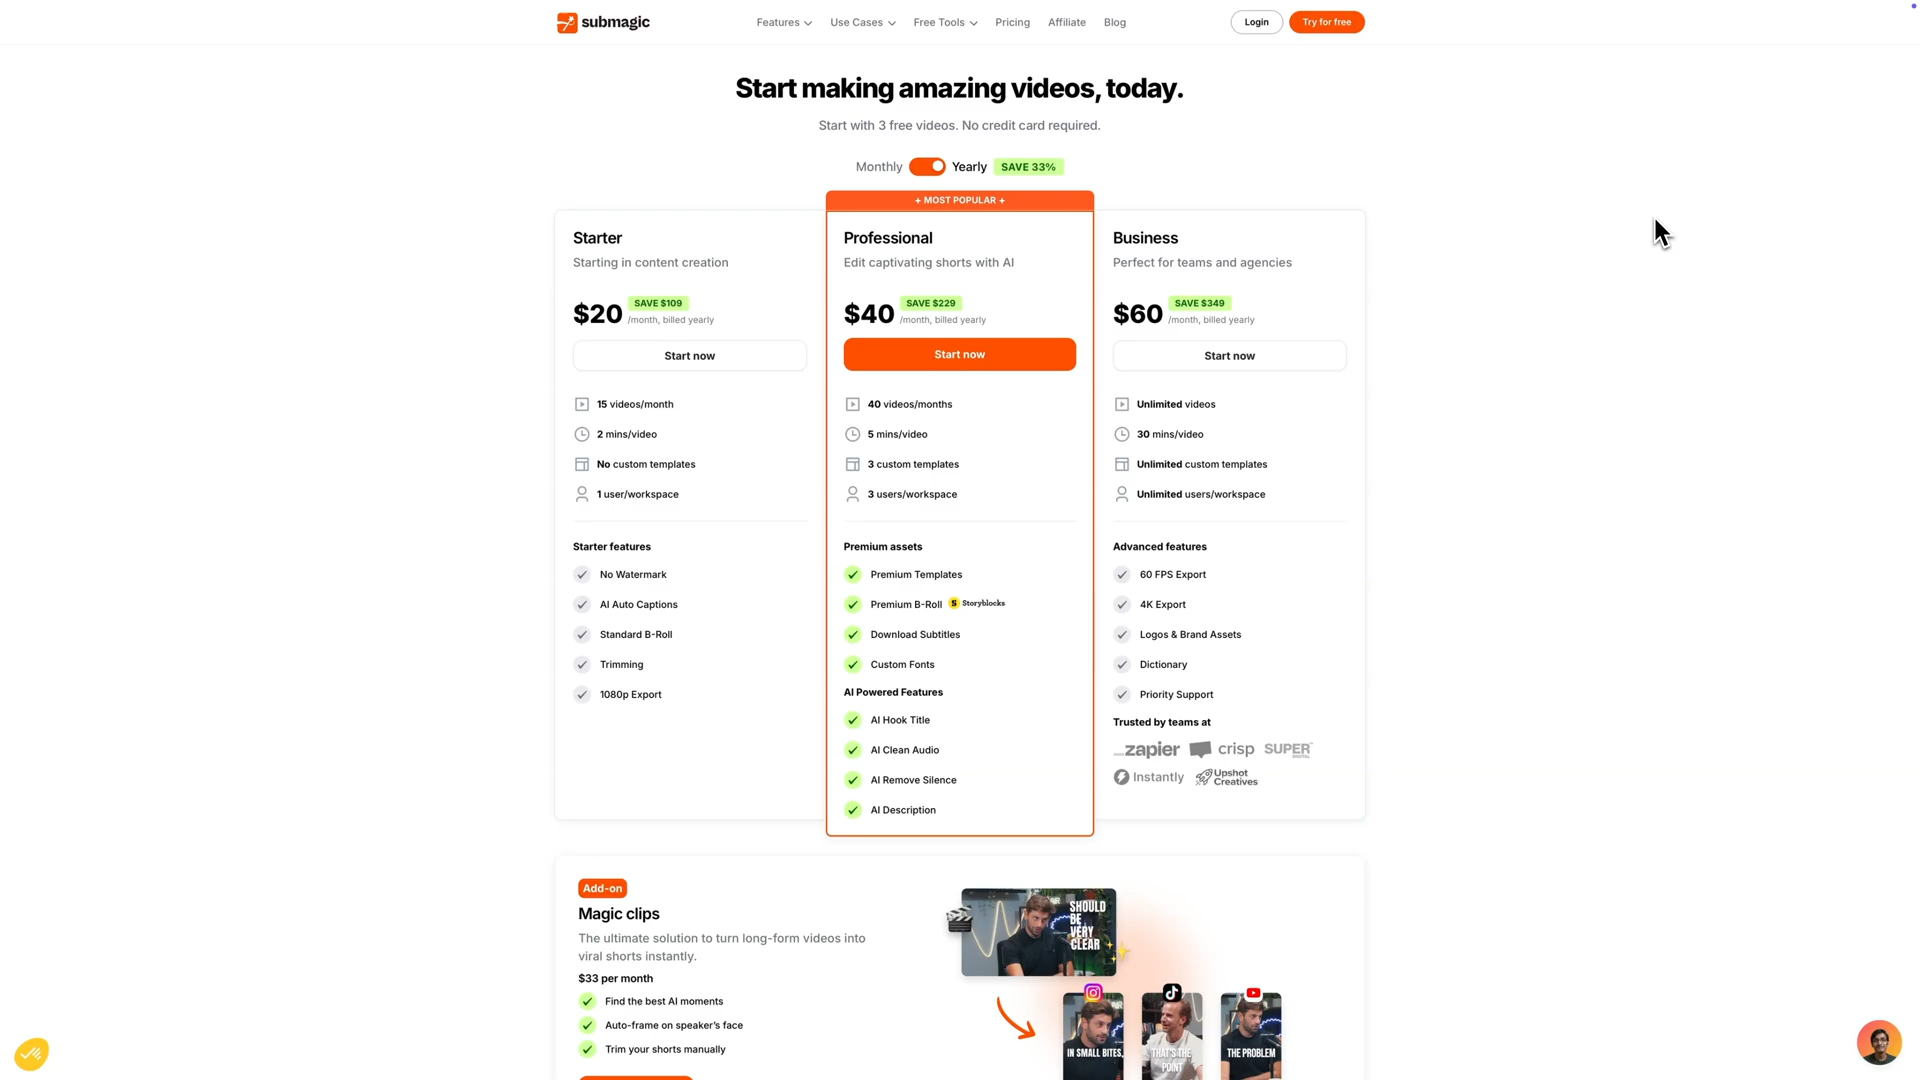 submagic
Features
Use Cases
Free Tools
Pricing
Affiliate
Blog
Login
Try for free
Start making amazing videos, today.
Start with 3 free videos. No credit card required.
Monthly
Yearly
SAVE 33%
+ MOST POPULAR +
Starter
Starting in content creation
$20
SAVE $109
/month, billed yearly
Start now
15 videos/month
2 mins/video
No custom templates
1 user/workspace
Starter features
No Watermark
AI Auto Captions
Standard B-Roll
Trimming
1080p Export
Professional
Edit captivating shorts with AI
$40
SAVE $229
/month, billed yearly
Start now
40 videos/months
5 mins/video
3 custom templates
3 users/workspace
Premium assets
Premium Templates
Premium B-Roll
Storyblocks
Download Subtitles
Custom Fonts
AI Powered Features
AI Hook Title
AI Clean Audio
AI Remove Silence
AI Description
Business
Perfect for teams and agencies
$60
SAVE $349
/month, billed yearly
Start now
Unlimited videos
30 mins/video
Unlimited custom templates
Unlimited users/workspace
Advanced features
60 FPS Export
4K Export
Logos & Brand Assets
Dictionary
Priority Support
Trusted by teams at
_zapier
crisp
SUPER
DIGITAL
Instantly
Upshot
Creatives
Add-on
Magic clips
The ultimate solution to turn long-form videos into
viral shorts instantly.
$33 per month
Find the best AI moments
Auto-frame on speaker's face
Trim your shorts manually
SHOULD
BE
VERY
CLEAR
IN SMALL BITES,
THAT'S THE
POINT
THE PROBLEM